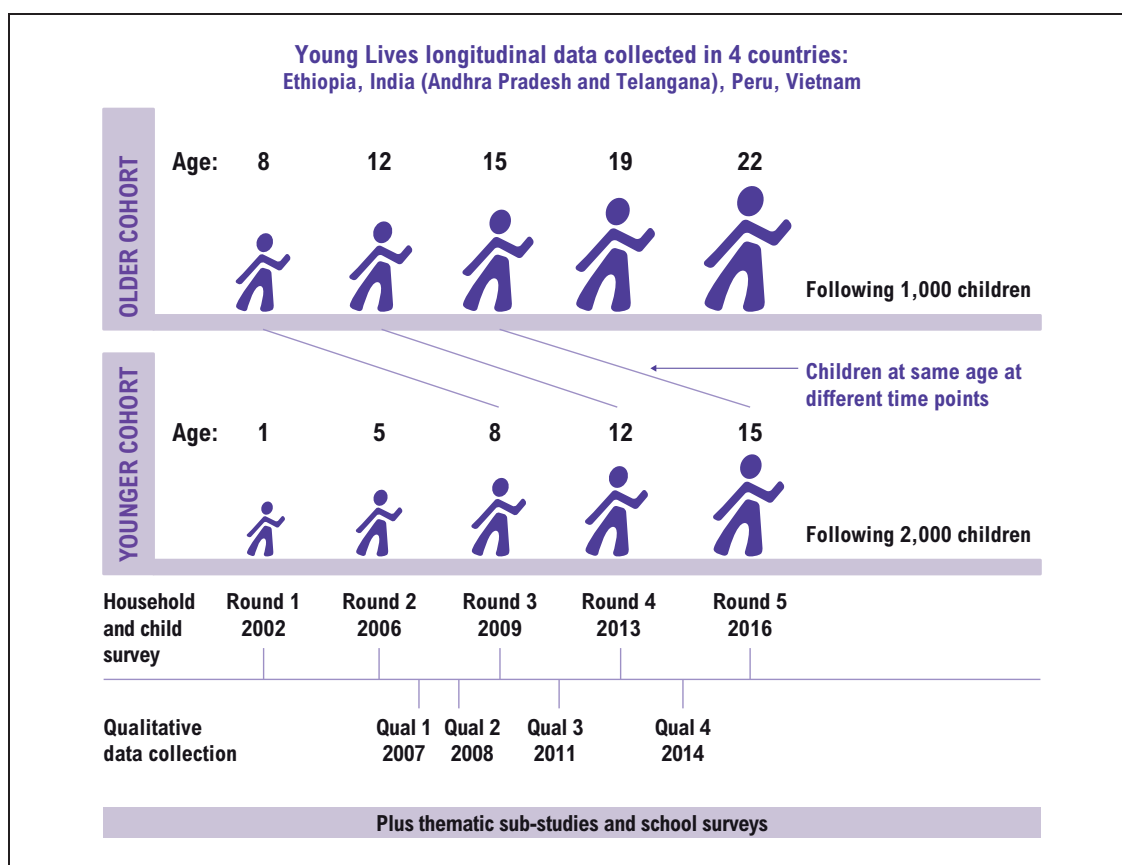 Young Lives longitudinal data collected in 4 countries:
Ethiopia, India (Andhra Pradesh and Telangana), Peru, Vietnam
OLDER COHORT
Age: 8 12 15 19 22
Following 1,000 children
Children at same age at
different time points
YOUNGER COHORT
Age: 1 5 8 12 15
Following 2,000 children
Household Round 1 Round 2 Round 3 Round 4 Round 5
and child 2002 2006 2009 2013 2016
survey
Qualitative Qual 1 Qual 2 Qual 3 Qual 4
data collection 2007 2008 2011 2014
Plus thematic sub-studies and school surveys